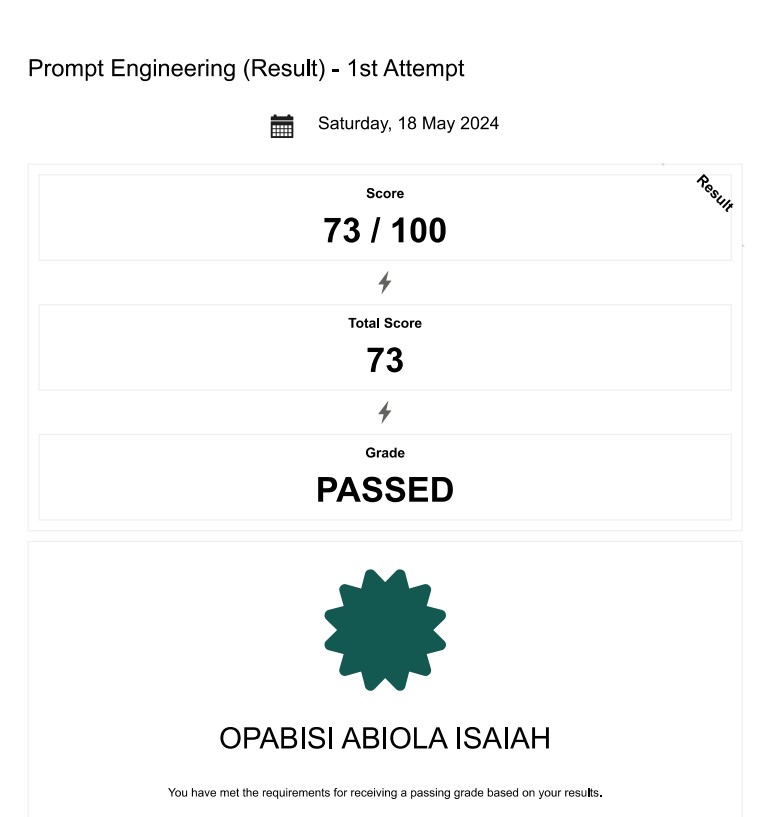 Prompt Engineering (Result) - 1st Attempt
Saturday, 18 May 2024
Result
Score
73 / 100
Total Score
73
Grade
PASSED
OPABISI ABIOLA ISAIAH
You have met the requirements for receiving a passing grade based on your results.